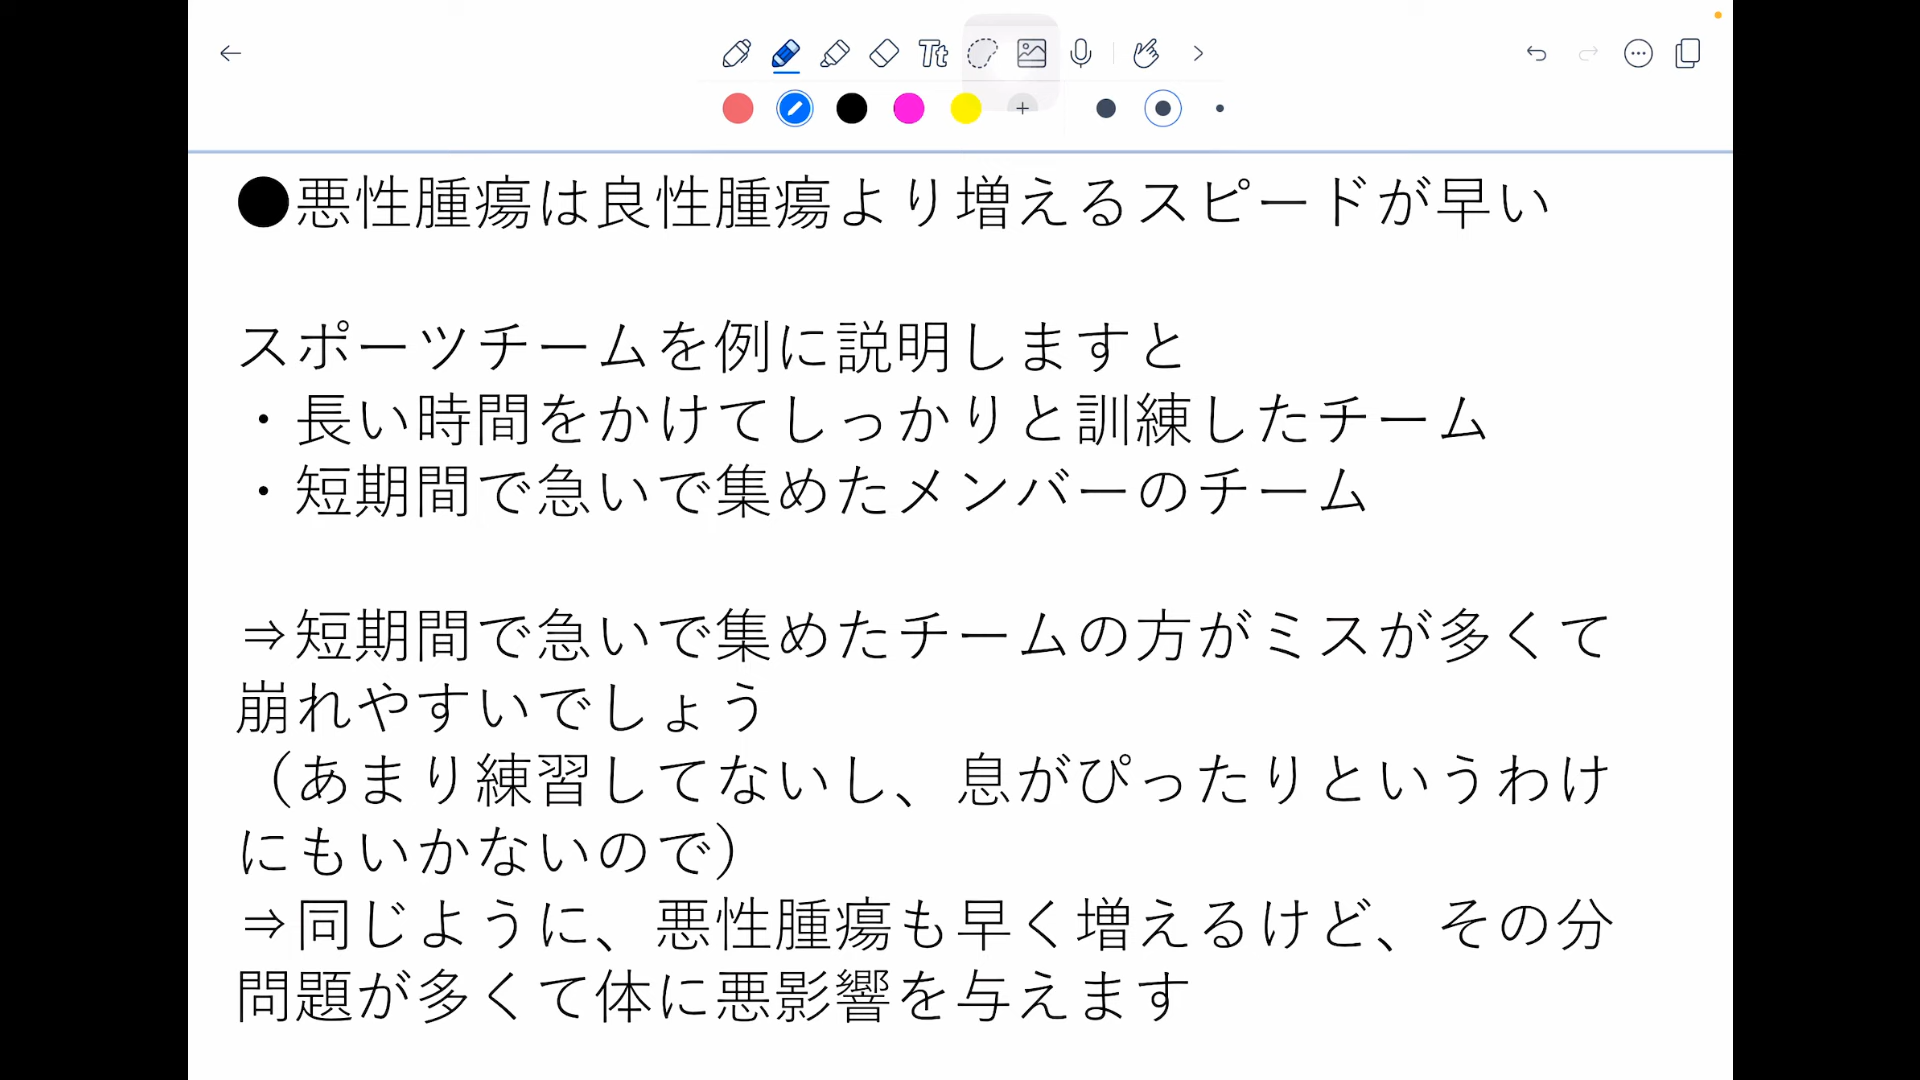 Tt
●悪性腫瘍は良性腫瘍より増えるスピードが早い
スポーツチームを例に説明しますと
・長い時間をかけてしっかりと訓練したチーム
・短期間で急いで集めたメンバーのチーム
⇒短期間で急いで集めたチームの方がミスが多くて
崩れやすいでしょう
（あまり練習してないし、息がぴったりというわけ
にもいかないので）
⇒同じように、悪性腫瘍も早く増えるけど、その分
問題が多くて体に悪影響を与えます